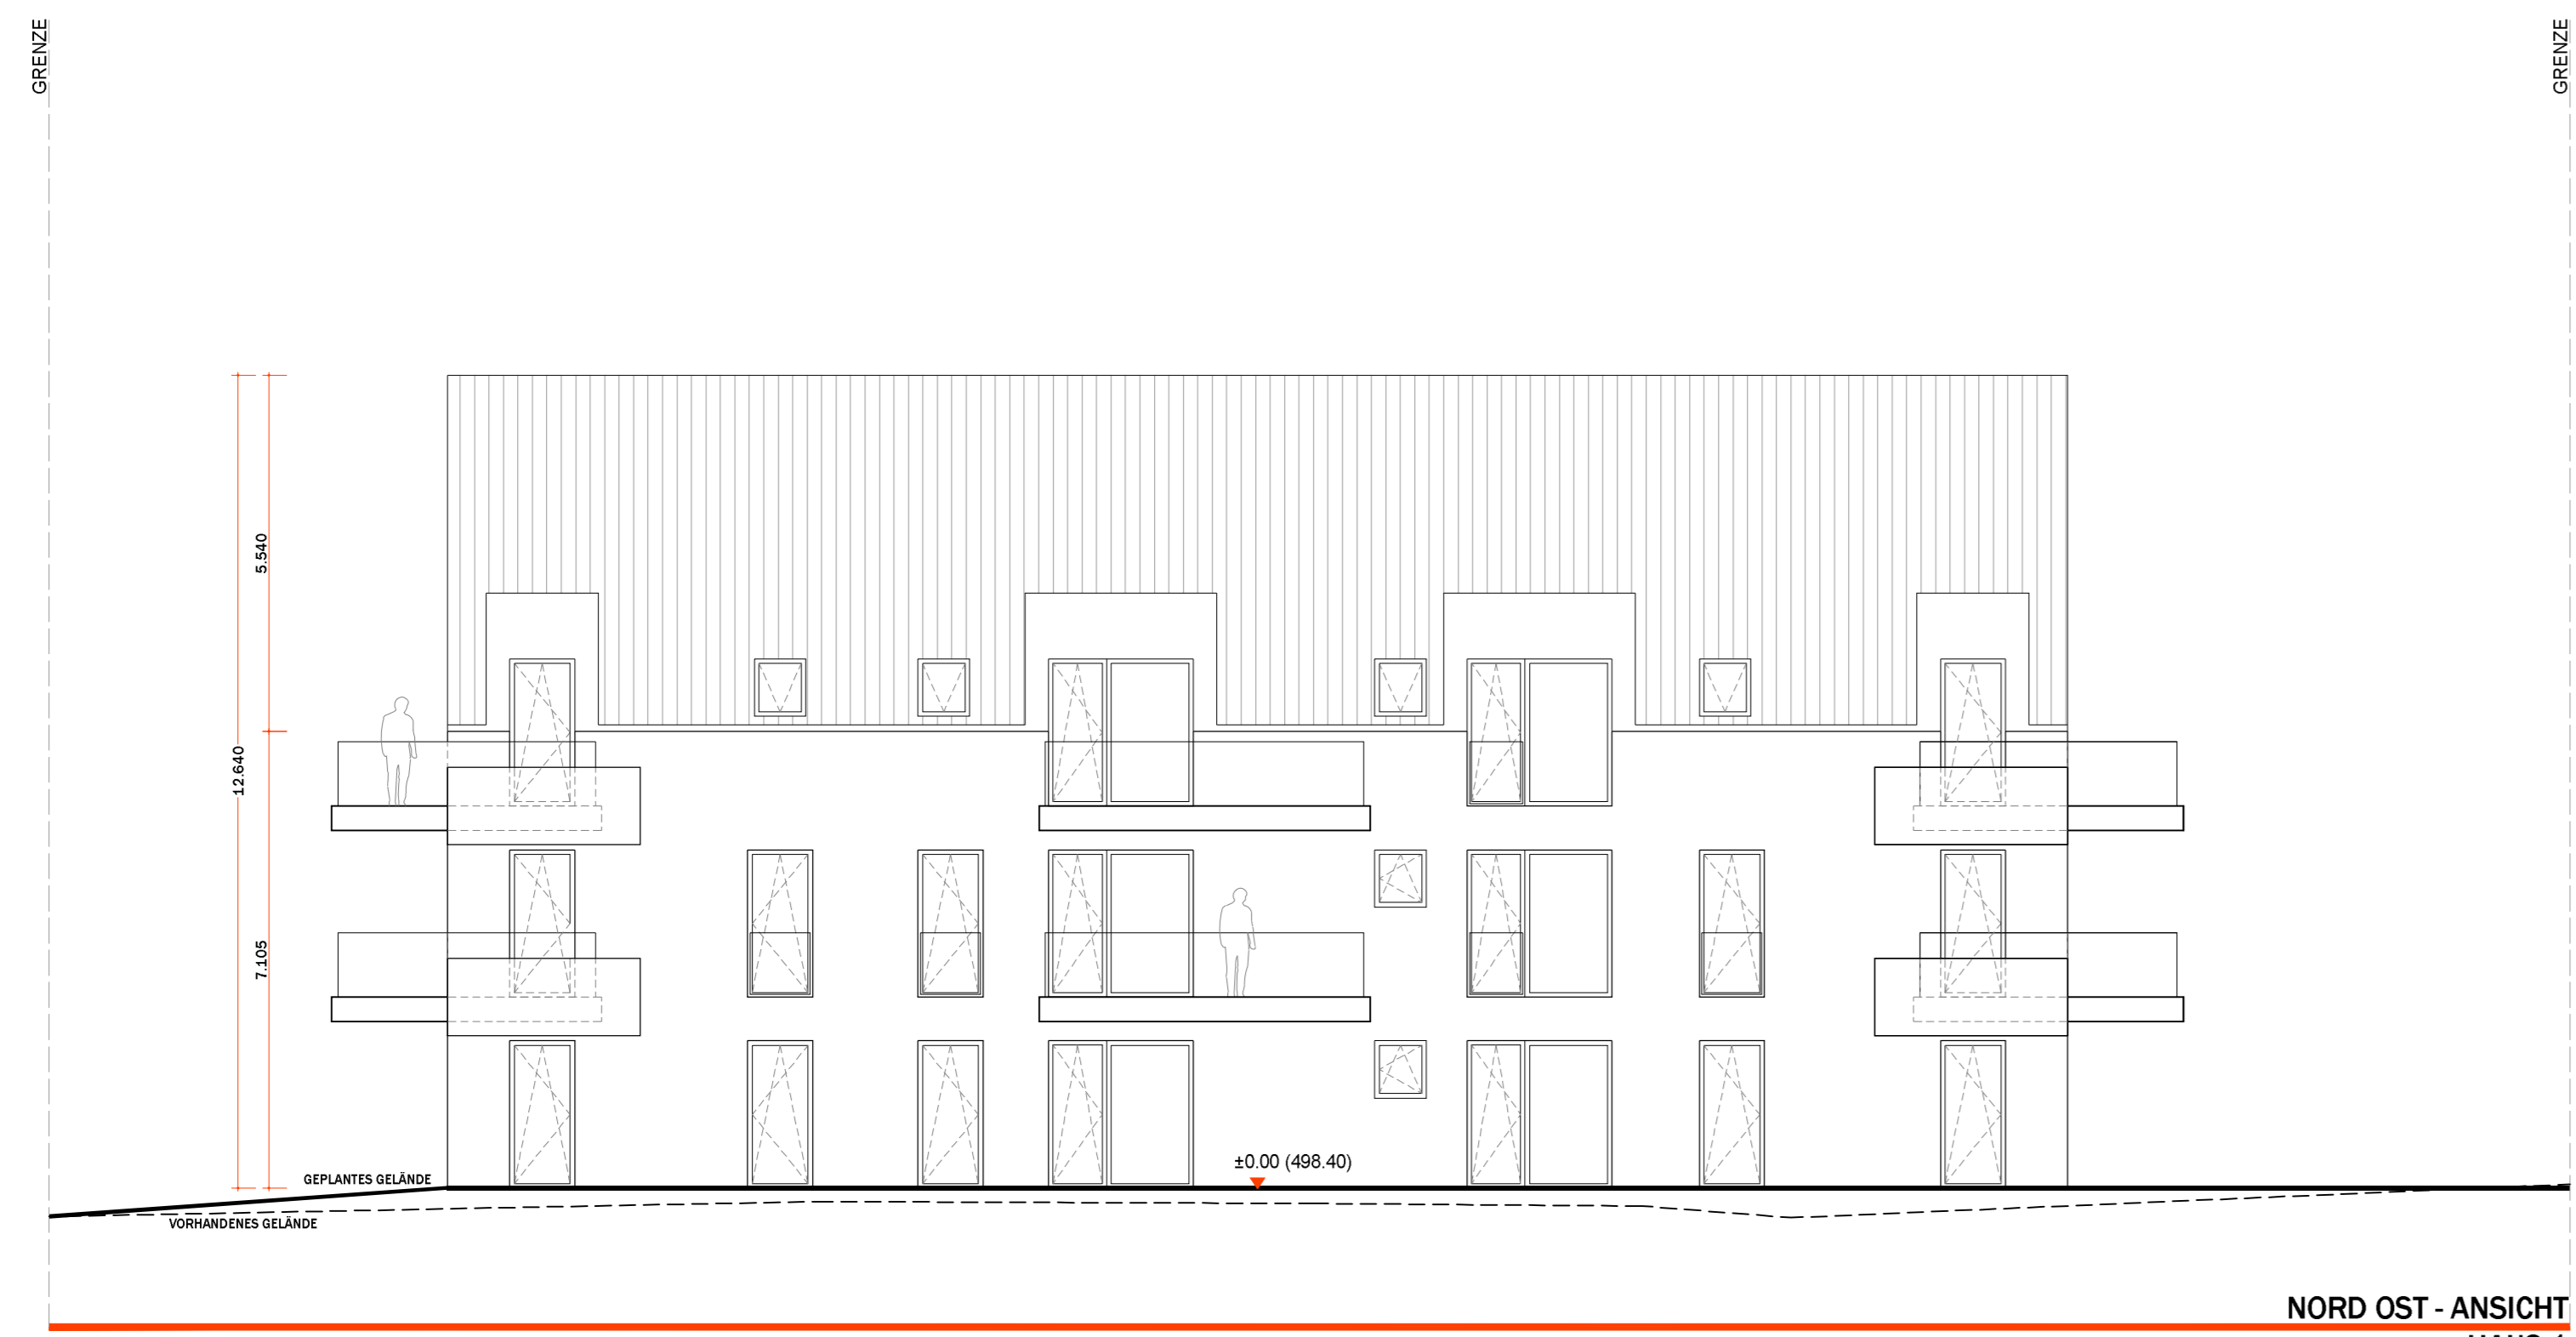 GRENZE
GRENZE
5.540
12.640
7.105
±0.00 (498.40)
GEPLANTES GELÄNDE
VORHANDENES GELÄNDE
NORD OST - ANSICHT